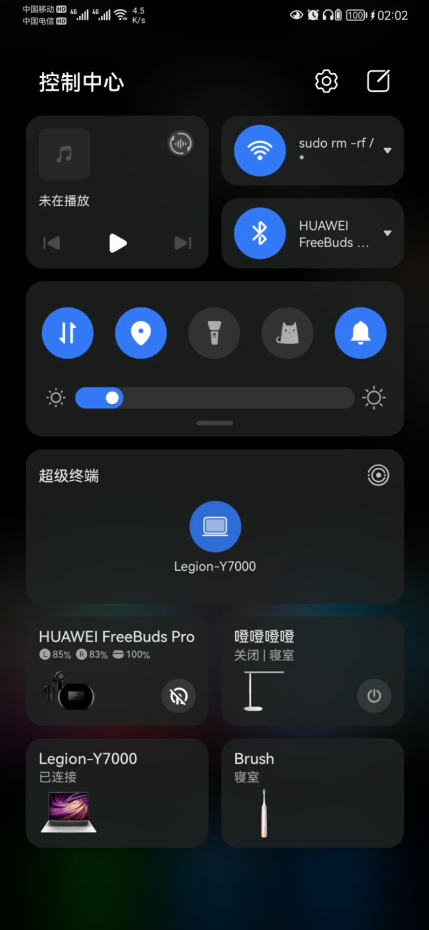 中国移动 HD 4G 4G 4.5 K/s 100 02:02
中国电信 HD
控制中心
未在播放
sudo rm -rf /
*
HUAWEI
FreeBuds ...
超级终端
Legion-Y7000
HUAWEI FreeBuds Pro
L 85% R 83% 100%
噔噔噔噔
关闭 | 寝室
Legion-Y7000
已连接
Brush
寝室